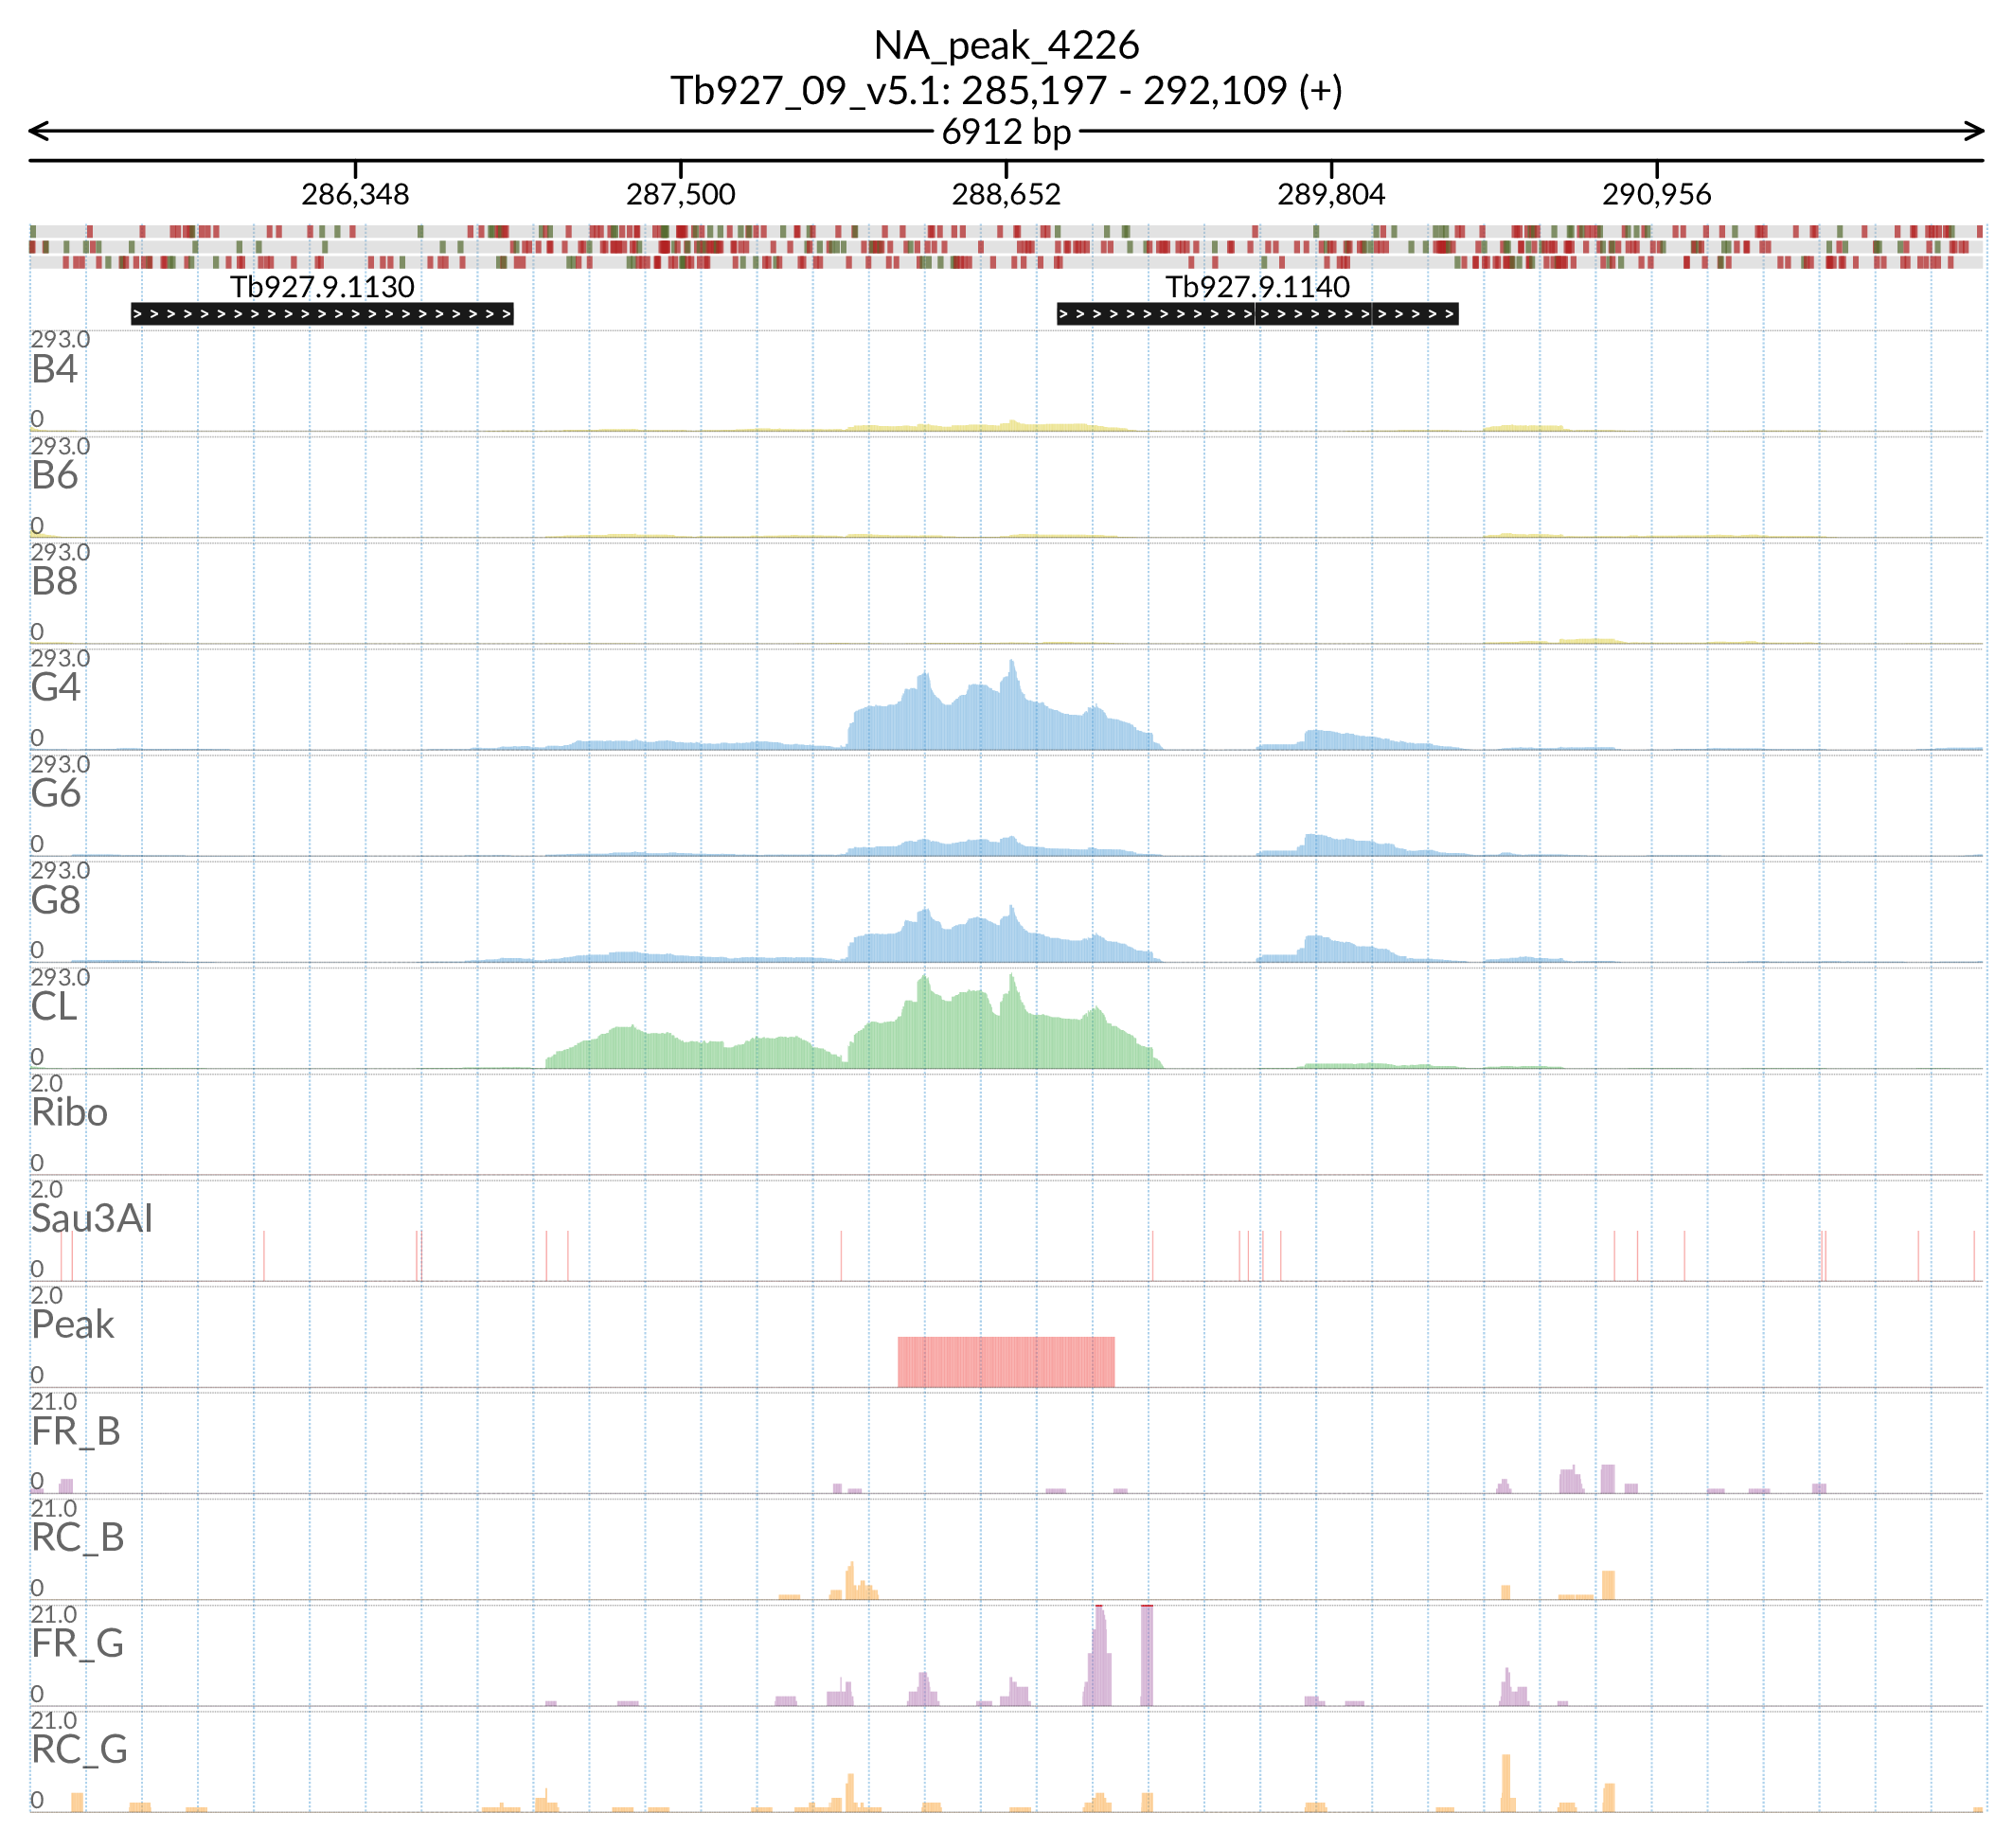 NA_peak_4226
Tb927_09_v5.1: 285,197 - 292,109 (+)
6912 bp
286,348 287,500 288,652 289,804 290,956
Tb927.9.1130 Tb927.9.1140
293.0
B4
0
293.0
B6
0
293.0
B8
0
293.0
G4
0
293.0
G6
0
293.0
G8
0
293.0
CL
0
2.0
Ribo
0
2.0
Sau3AI
0
2.0
Peak
0
21.0
FR_B
0
21.0
RC_B
0
21.0
FR_G
0
21.0
RC_G
0